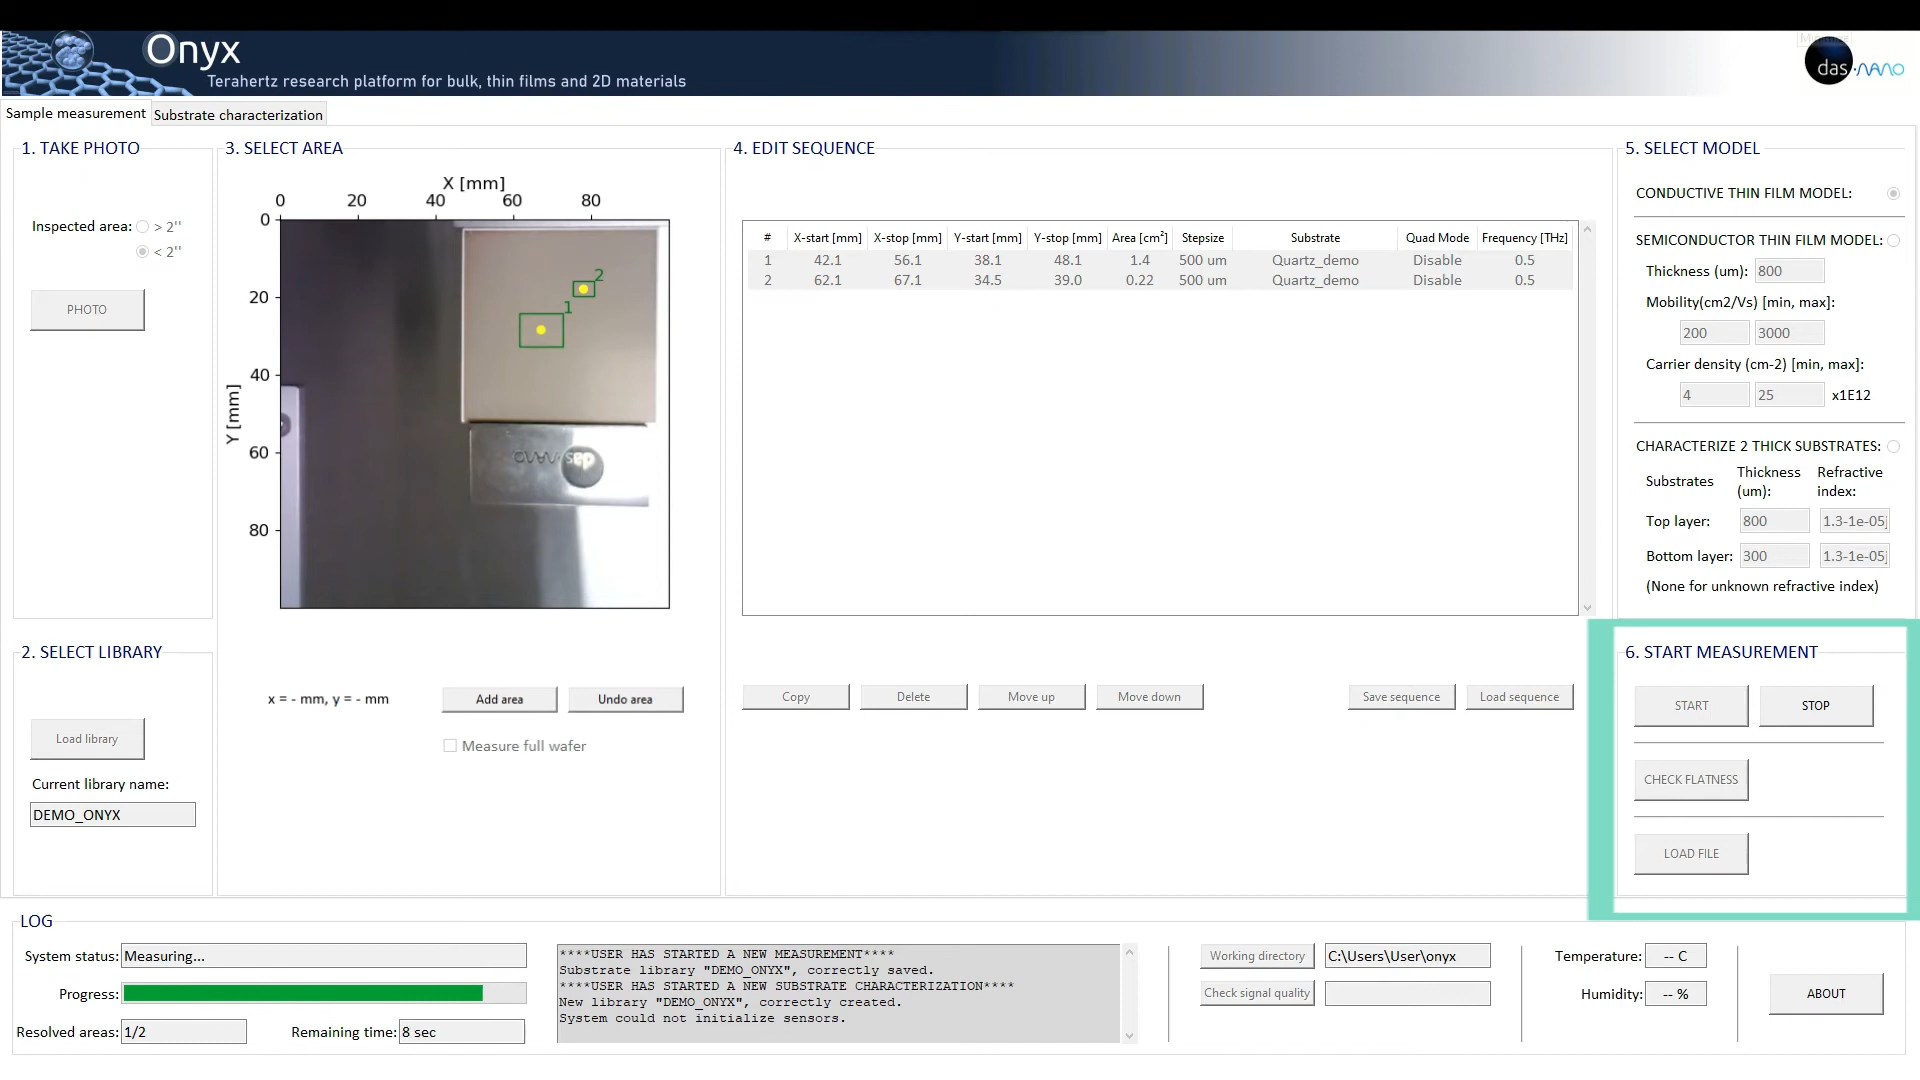 Onyx
Terahertz research platform for bulk, thin films and 2D materials
das-NANO
Sample measurement
Substrate characterization
1. TAKE PHOTO
Inspected area:
> 2''
< 2''
PHOTO
2. SELECT LIBRARY
Load library
Current library name:
DEMO_ONYX
3. SELECT AREA
X [mm]
0 20 40 60 80
Y [mm]
0
20
40
60
80
2
1
das
x = - mm, y = - mm
Add area
Undo area
Measure full wafer
4. EDIT SEQUENCE
# X-start [mm] X-stop [mm] Y-start [mm] Y-stop [mm] Area [cm²] Stepsize Substrate Quad Mode Frequency [THz]
1 42.1 56.1 38.1 48.1 1.4 500 um Quartz_demo Disable 0.5
2 62.1 67.1 34.5 39.0 0.22 500 um Quartz_demo Disable 0.5
Copy
Delete
Move up
Move down
Save sequence
Load sequence
5. SELECT MODEL
CONDUCTIVE THIN FILM MODEL:
SEMICONDUCTOR THIN FILM MODEL:
Thickness (um): 800
Mobility(cm2/Vs) [min, max]:
200 3000
Carrier density (cm-2) [min, max]:
4 25 x1E12
CHARACTERIZE 2 THICK SUBSTRATES:
Substrates
Thickness (um):
Refractive index:
Top layer: 800 1.3-1e-05j
Bottom layer: 300 1.3-1e-05j
(None for unknown refractive index)
6. START MEASUREMENT
START
STOP
CHECK FLATNESS
LOAD FILE
LOG
System status: Measuring...
Progress:
Resolved areas: 1/2
Remaining time: 8 sec
****USER HAS STARTED A NEW MEASUREMENT****
Substrate library "DEMO_ONYX", correctly saved.
****USER HAS STARTED A NEW SUBSTRATE CHARACTERIZATION****
New library "DEMO_ONYX", correctly created.
System could not initialize sensors.
Working directory
C:\Users\User\onyx
Check signal quality
Temperature: -- C
Humidity: -- %
ABOUT